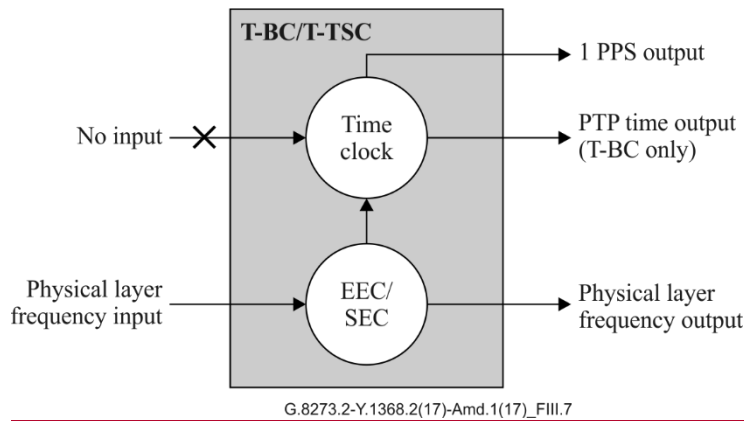 T-BC/T-TSC
1 PPS output
No input
Time
clock
PTP time output
(T-BC only)
Physical layer
frequency input
EEC/
SEC
Physical layer
frequency output
G.8273.2-Y.1368.2(17)-Amd.1(17)_FIII.7